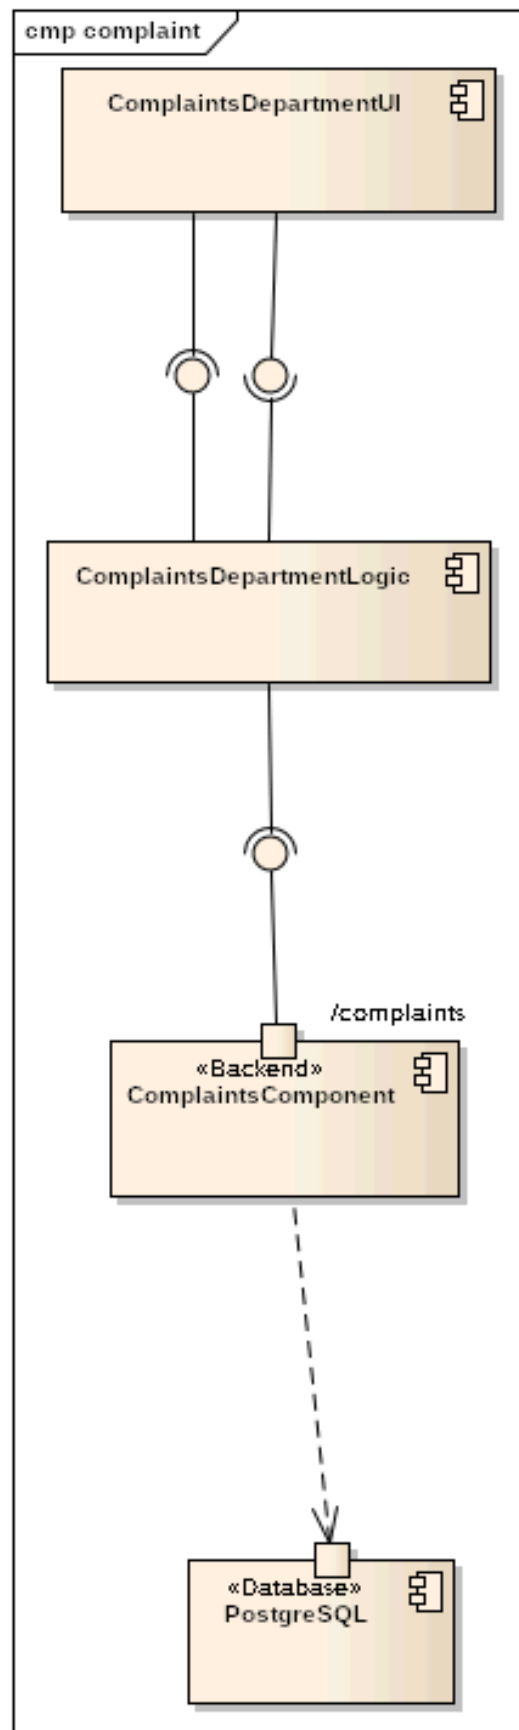 cmp complaint
ComplaintsDepartmentUI
ComplaintsDepartmentLogic
/complaints
«Backend»
ComplaintsComponent
«Database»
PostgreSQL